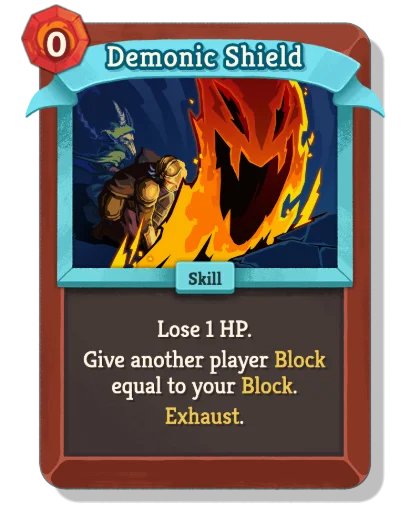 0
Demonic Shield
Skill
Lose 1 HP.
Give another player Block
equal to your Block.
Exhaust.